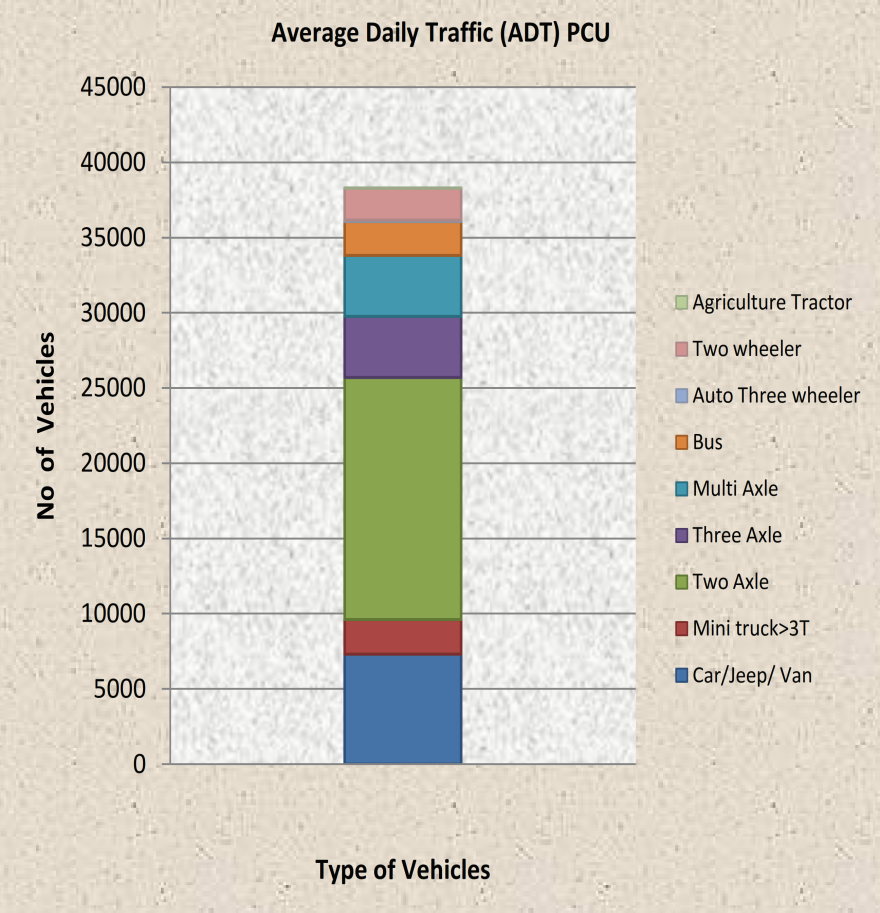 Average Daily Traffic (ADT) PCU
45000
40000
35000
30000
25000
20000
15000
10000
5000
0
No of Vehicles
Type of Vehicles
Agriculture Tractor
Two wheeler
Auto Three wheeler
Bus
Multi Axle
Three Axle
Two Axle
Mini truck>3T
Car/Jeep/ Van